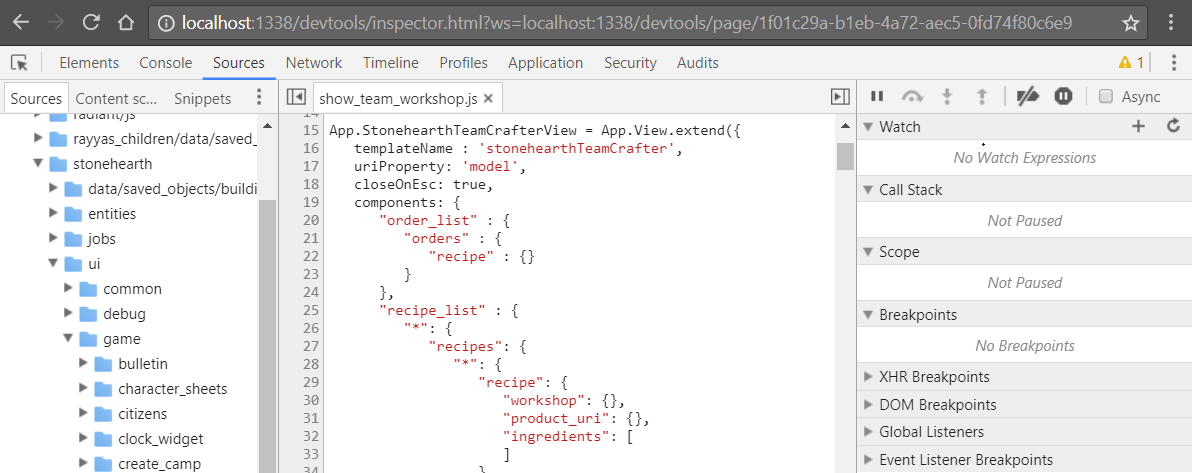 localhost:1338/devtools/inspector.html?ws=localhost:1338/devtools/page/1f01c29a-b1eb-4a72-aec5-0fd74f80c6e9
Elements Console Sources Network Timeline Profiles Application Security Audits 1
Sources Content sc... Snippets
radiant/js
rayyas_children/data/saved_
stonehearth
data/saved_objects/buildi
entities
jobs
ui
common
debug
game
bulletin
character_sheets
citizens
clock_widget
create_camp
show_team_workshop.js ×
14
15 App.StonehearthTeamCrafterView = App.View.extend({
16 templateName : 'stonehearthTeamCrafter',
17 uriProperty: 'model',
18 closeOnEsc: true,
19 components: {
20 "order_list" : {
21 "orders" : {
22 "recipe" : {}
23 }
24 },
25 "recipe_list" : {
26 "*": {
27 "recipes": {
28 "*": {
29 "recipe": {
30 "workshop": {},
31 "product_uri": {},
32 "ingredients": [
33 ]
34 }
Async
Watch
No Watch Expressions
Call Stack
Not Paused
Scope
Not Paused
Breakpoints
No Breakpoints
XHR Breakpoints
DOM Breakpoints
Global Listeners
Event Listener Breakpoints